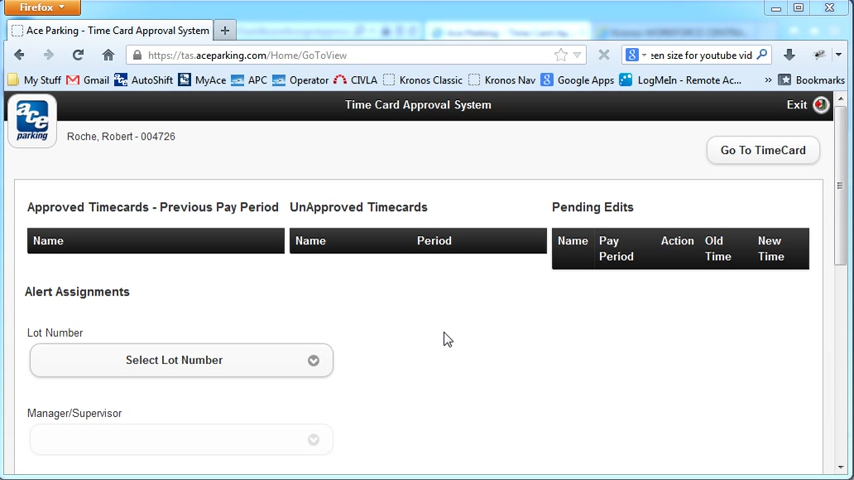 Firefox
Ace Parking - Time Card Approval System
https://tas.aceparking.com/Home/GoToView
een size for youtube vid
My Stuff Gmail AutoShift MyAce APC Operator CIVLA Kronos Classic Kronos Nav Google Apps LogMeIn - Remote Ac... » Bookmarks
Time Card Approval System
Exit
ace parking
Roche, Robert - 004726
Go To TimeCard
Approved Timecards - Previous Pay Period UnApproved Timecards Pending Edits
Name Name Period Name Pay Period Action Old Time New Time
Alert Assignments
Lot Number
Select Lot Number
Manager/Supervisor